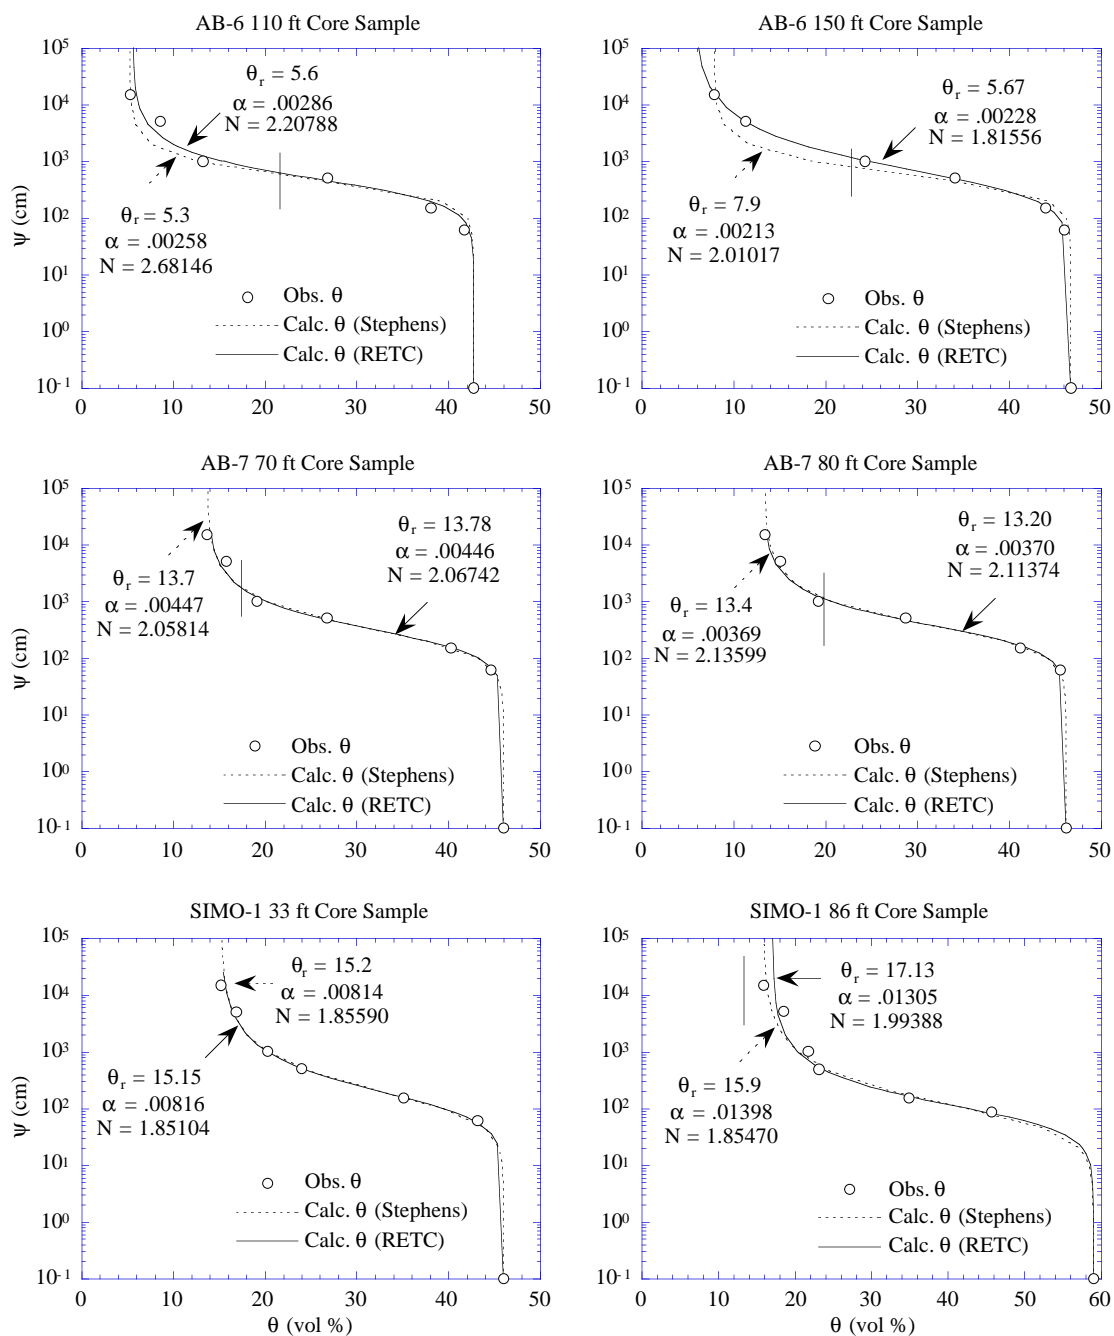 AB-6 110 ft Core Sample
10⁵
10⁴
10³
10²
10¹
10⁰
10⁻¹
ψ (cm)
θr = 5.6
α = .00286
N = 2.20788
θr = 5.3
α = .00258
N = 2.68146
Obs. θ
Calc. θ (Stephens)
Calc. θ (RETC)
0 10 20 30 40 50
AB-6 150 ft Core Sample
10⁵
10⁴
10³
10²
10¹
10⁰
10⁻¹
θr = 5.67
α = .00228
N = 1.81556
θr = 7.9
α = .00213
N = 2.01017
Obs. θ
Calc. θ (Stephens)
Calc. θ (RETC)
0 10 20 30 40 50
AB-7 70 ft Core Sample
10⁵
10⁴
10³
10²
10¹
10⁰
10⁻¹
ψ (cm)
θr = 13.78
α = .00446
N = 2.06742
θr = 13.7
α = .00447
N = 2.05814
Obs. θ
Calc. θ (Stephens)
Calc. θ (RETC)
0 10 20 30 40 50
AB-7 80 ft Core Sample
10⁵
10⁴
10³
10²
10¹
10⁰
10⁻¹
θr = 13.20
α = .00370
N = 2.11374
θr = 13.4
α = .00369
N = 2.13599
Obs. θ
Calc. θ (Stephens)
Calc. θ (RETC)
0 10 20 30 40 50
SIMO-1 33 ft Core Sample
10⁵
10⁴
10³
10²
10¹
10⁰
10⁻¹
ψ (cm)
θr = 15.2
α = .00814
N = 1.85590
θr = 15.15
α = .00816
N = 1.85104
Obs. θ
Calc. θ (Stephens)
Calc. θ (RETC)
0 10 20 30 40 50
θ (vol %)
SIMO-1 86 ft Core Sample
10⁵
10⁴
10³
10²
10¹
10⁰
10⁻¹
θr = 17.13
α = .01305
N = 1.99388
θr = 15.9
α = .01398
N = 1.85470
Obs. θ
Calc. θ (Stephens)
Calc. θ (RETC)
0 10 20 30 40 50 60
θ (vol %)